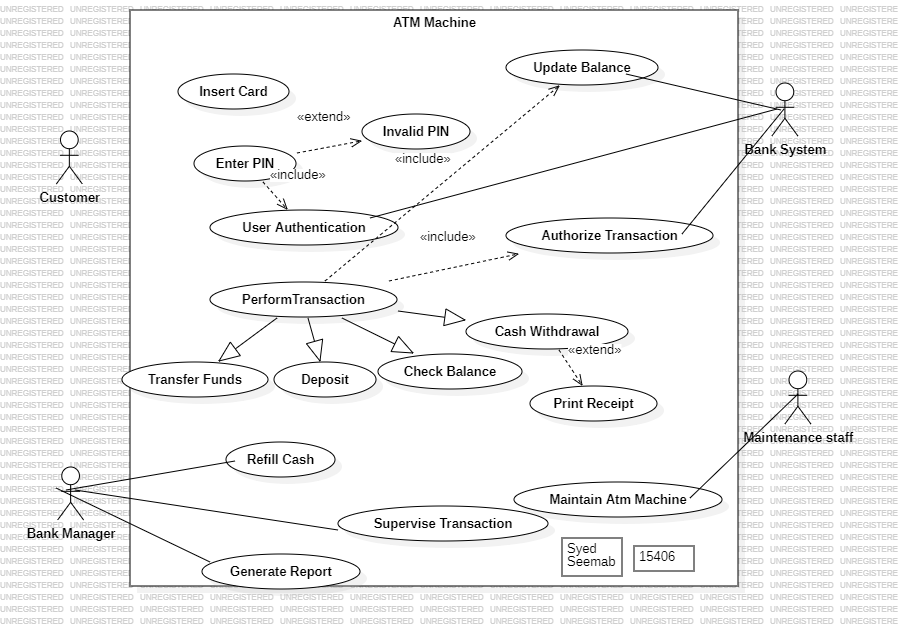 ATM Machine
Update Balance
Insert Card
«extend»
Invalid PIN
Bank System
Enter PIN
«include»
«include»
Customer
User Authentication
«include»
Authorize Transaction
PerformTransaction
Cash Withdrawal
«extend»
Transfer Funds
Deposit
Check Balance
Print Receipt
Maintenance staff
Refill Cash
Maintain Atm Machine
Supervise Transaction
Bank Manager
Syed
Seemab
15406
Generate Report
UNREGISTERED